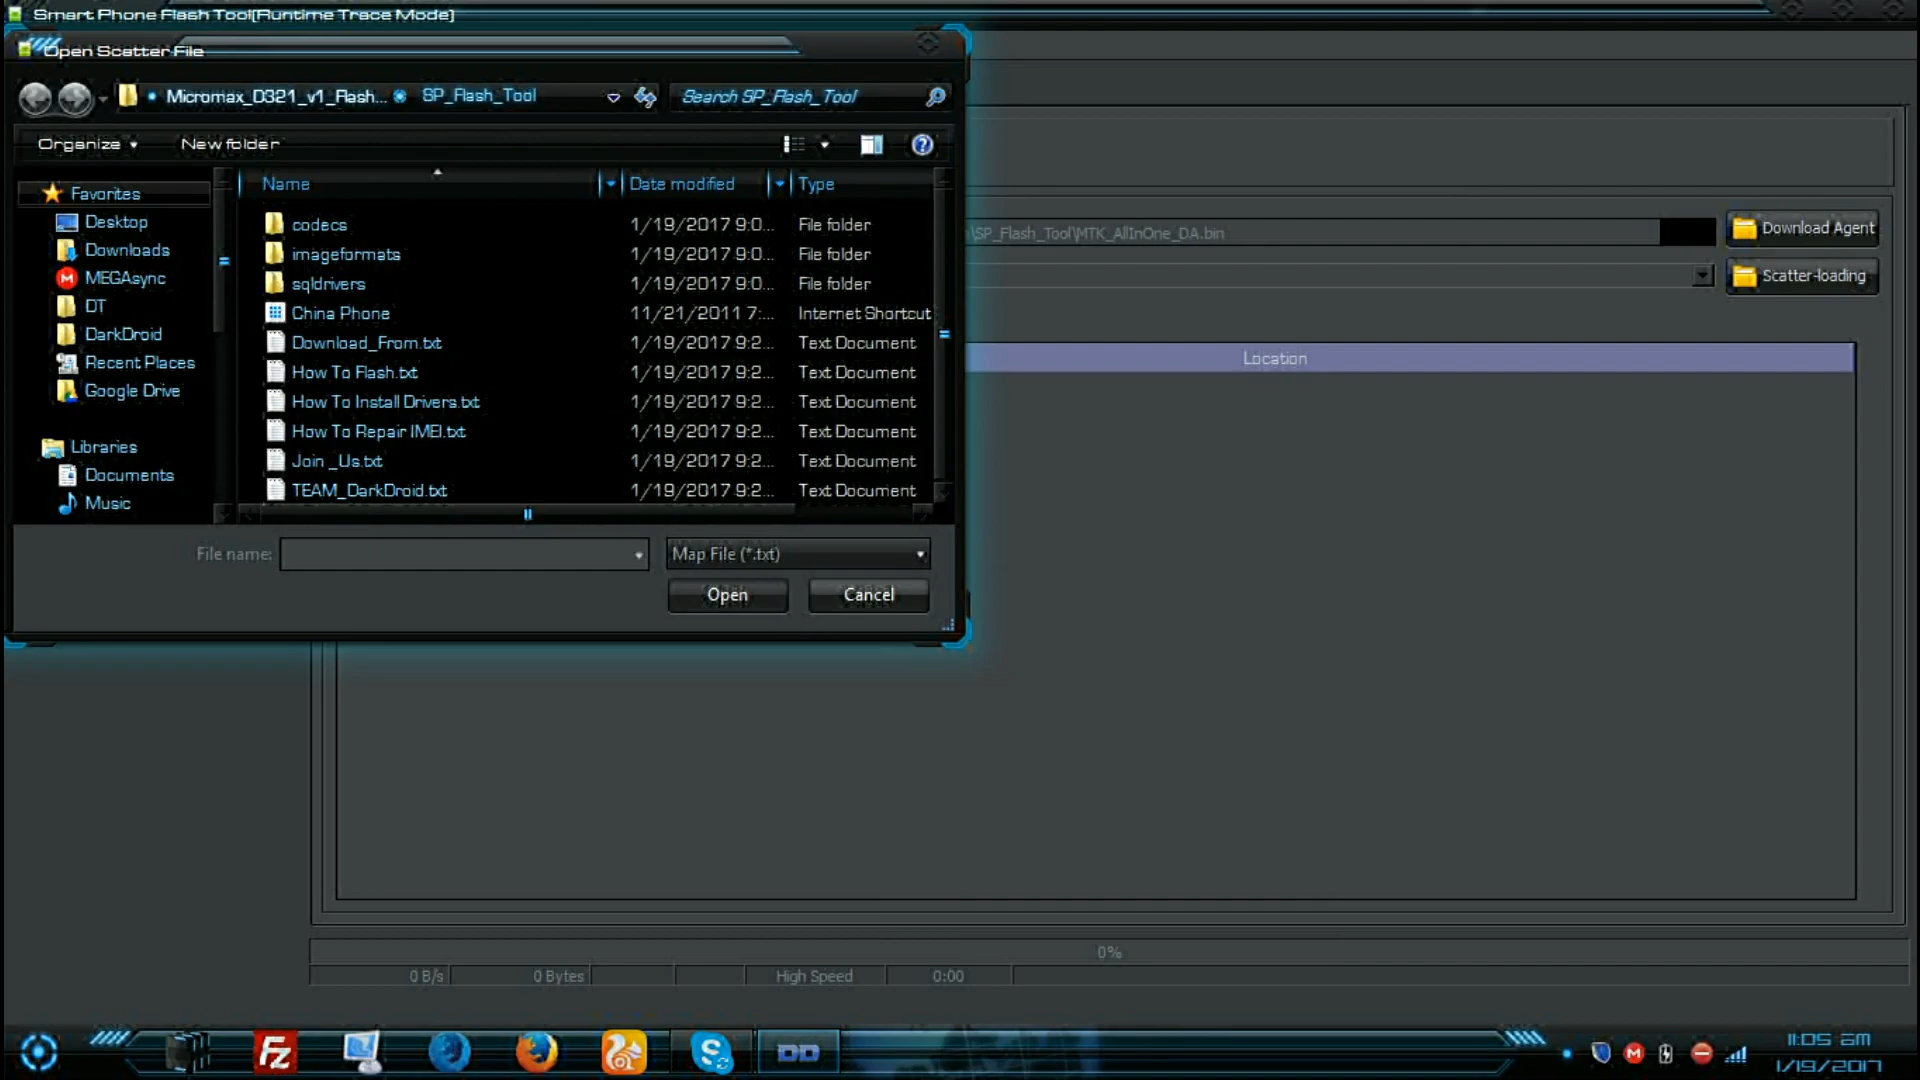 Smart Phone Flash Tool(Runtime Trace Mode)
Open Scatter File
Micromax_D321_v1_Flash... SP_Flash_Tool
Search SP_Flash_Tool
Organize New folder
Name Date modified Type
Favorites
Desktop
Downloads
MEGAsync
DT
DarkDroid
Recent Places
Google Drive
Libraries
Documents
Music
codecs 1/19/2017 9:0... File folder
imageformats 1/19/2017 9:0... File folder
sqldrivers 1/19/2017 9:0... File folder
China Phone 11/21/2011 7:... Internet Shortcut
Download_From.txt 1/19/2017 9:2... Text Document
How To Flash.txt 1/19/2017 9:2... Text Document
How To Install Drivers.txt 1/19/2017 9:2... Text Document
How To Repair IMEI.txt 1/19/2017 9:2... Text Document
Join _Us.txt 1/19/2017 9:2... Text Document
TEAM_DarkDroid.txt 1/19/2017 9:2... Text Document
File name: Map File (*.txt)
Open Cancel
\SP_Flash_Tool\MTK_AllInOne_DA.bin
Download Agent
Scatter-loading
Location
0%
0 B/s 0 Bytes High Speed 0:00
FZ
S
DD
M
11:05 am
1/19/2017